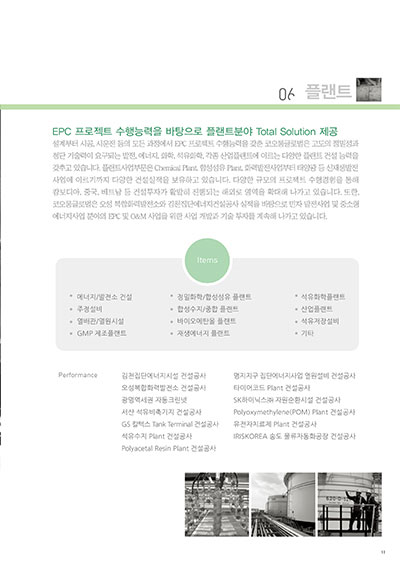 06 플랜트
EPC 프로젝트 수행능력을 바탕으로 플랜트분야 Total Solution 제공
설계부터 시공, 시운전 등의 모든 과정에서 EPC 프로젝트 수행능력을 갖춘 코오롱글로벌은 고도의 정밀성과
첨단 기술력이 요구되는 발전, 에너지, 화학, 석유화학, 각종 산업플랜트에 이르는 다양한 플랜트 건설 능력을
갖추고 있습니다. 플랜트사업부문은 Chemical Plant, 합성섬유 Plant, 화력발전사업부터 태양광 등 신재생발전
사업에 이르기까지 다양한 건설실적을 보유하고 있습니다. 다양한 규모의 프로젝트 수행경험을 통해
캄보디아, 중국, 베트남 등 건설투자가 활발히 진행되는 해외로 영역을 확대해 나가고 있습니다. 또한,
코오롱글로벌은 오성 복합화력발전소와 김천집단에너지건설공사 실적을 바탕으로 민자 발전사업 및 중소형
에너지사업 분야의 EPC 및 O&M 사업을 위한 사업 개발과 기술 투자를 계속해 나가고 있습니다.
Items
* 에너지/발전소 건설
주정설비
열배관/열원시설
GMP 제조플랜트
* 정밀화학/합성섬유 플랜트
합성수지/중합 플랜트
바이오메탄올 플랜트
재생에너지 플랜트
* 석유화학플랜트
산업플랜트
석유저장설비
기타
Performance
김천집단에너지시설 건설공사
오성복합화력발전소 건설공사
광명역세권 자동크린넷
서산 석유비축기지 건설공사
GS 칼텍스 Tank Terminal 건설공사
석유수지 Plant 건설공사
Polyacetal Resin Plant 건설공사
명지지구 집단에너지사업 열원설비 건설공사
타이어코드 Plant 건설공사
SK하이닉스㈜ 자원순환시설 건설공사
Polyoxymethylene(POM) Plant 건설공사
유전자치료제 Plant 건설공사
IRISKOREA 송도 물류자동화공정 건설공사